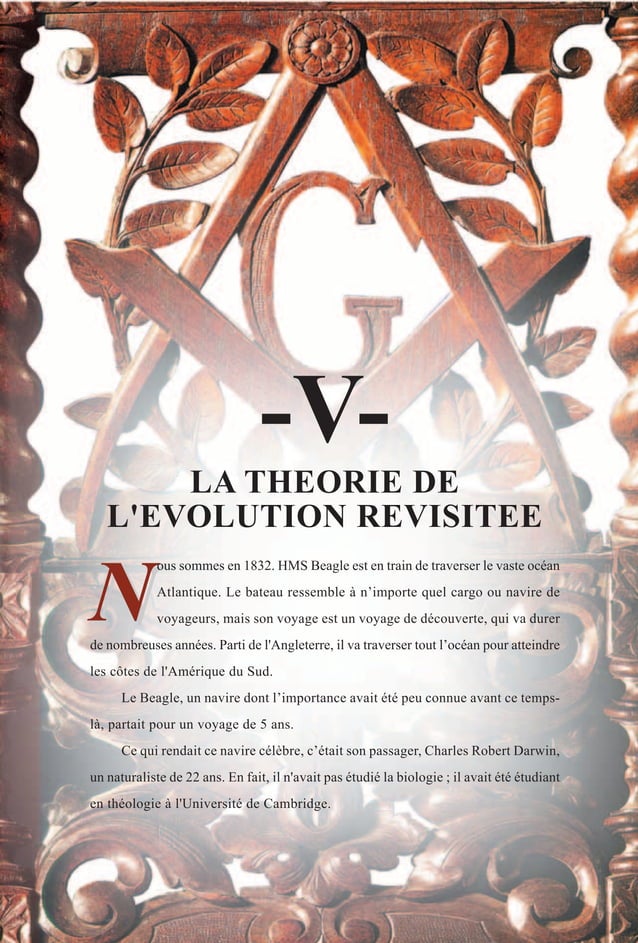 G
-V-
LA THEORIE DE
L'EVOLUTION REVISITEE
Nous sommes en 1832. HMS Beagle est en train de traverser le vaste océan
Atlantique. Le bateau ressemble à n’importe quel cargo ou navire de
voyageurs, mais son voyage est un voyage de découverte, qui va durer
de nombreuses années. Parti de l'Angleterre, il va traverser tout l’océan pour atteindre
les côtes de l'Amérique du Sud.
Le Beagle, un navire dont l’importance avait été peu connue avant ce temps-
là, partait pour un voyage de 5 ans.
Ce qui rendait ce navire célèbre, c’était son passager, Charles Robert Darwin,
un naturaliste de 22 ans. En fait, il n'avait pas étudié la biologie ; il avait été étudiant
en théologie à l'Université de Cambridge.